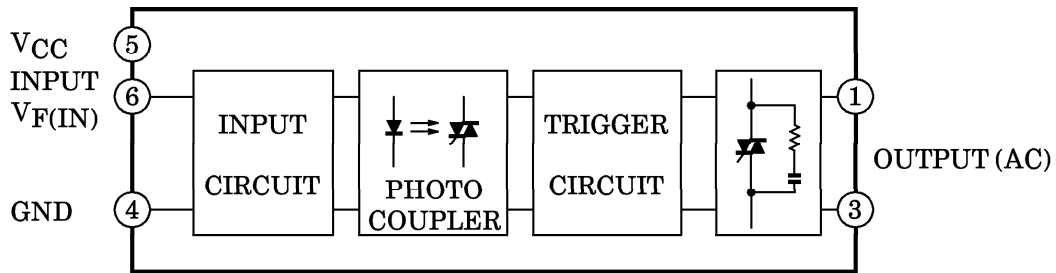 VCC
5
INPUT
6
VF(IN)
GND
4
INPUT
CIRCUIT
PHOTO
COUPLER
TRIGGER
CIRCUIT
1
OUTPUT (AC)
3